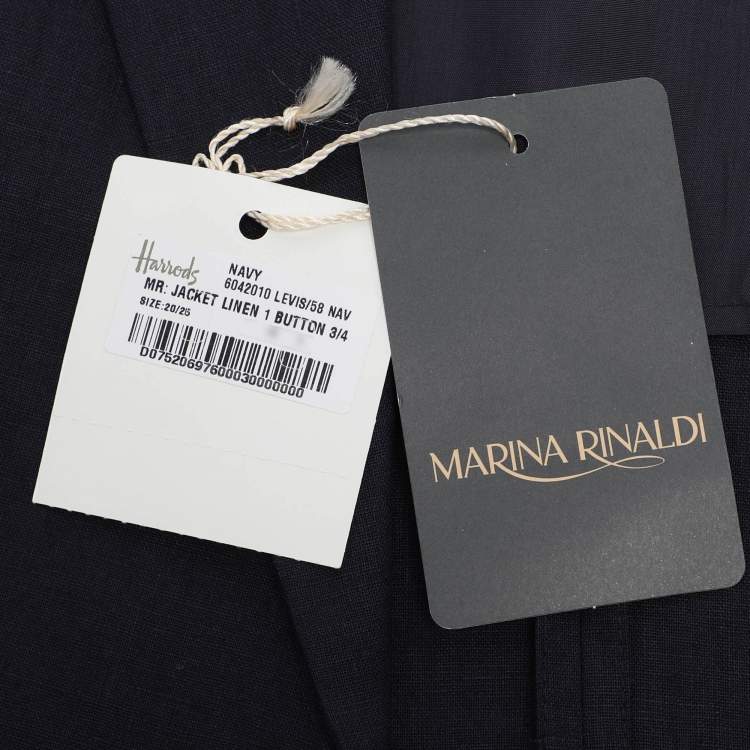 Harrods
NAVY
6042010 LEVIS/58 NAV
MR: JACKET LINEN 1 BUTTON 3/4
SIZE:20/25
D07520697600030000000
MARINA RINALDI